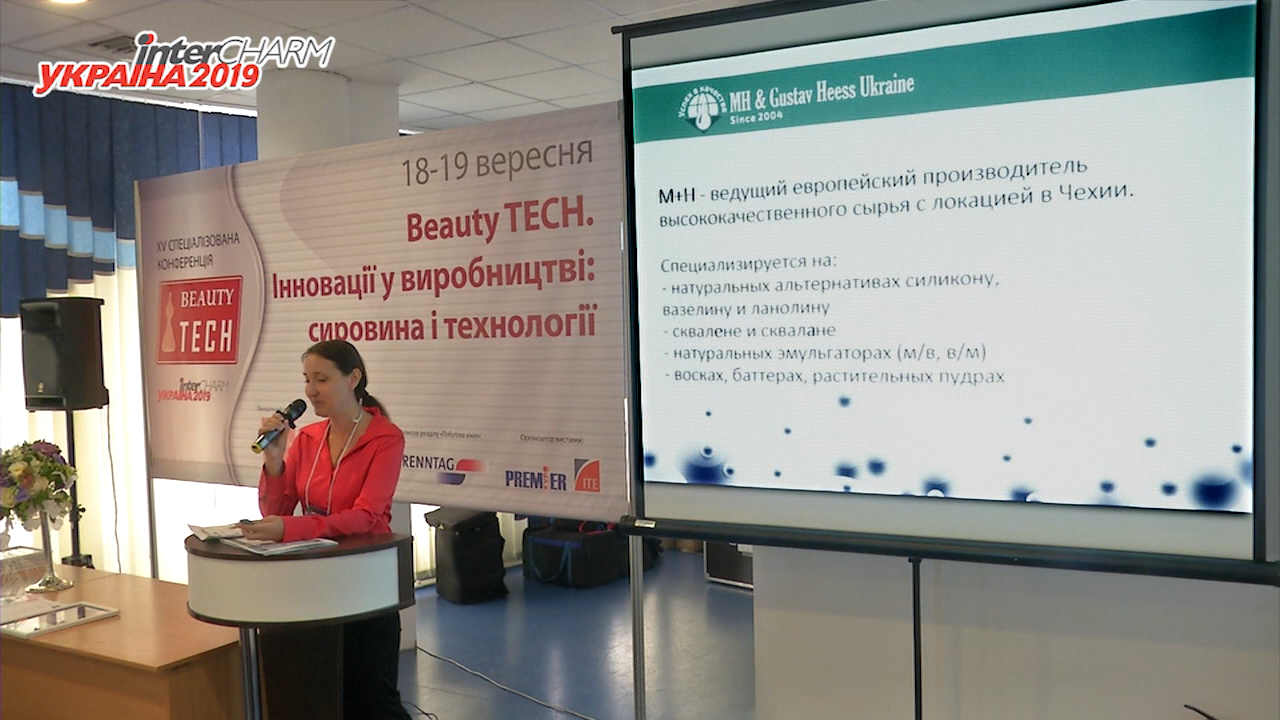 interCHARM
УКРАЇНА 2019
18-19 вересня
Beauty TECH.
Інновації у виробництві:
сировина і технології
XV СПЕЦІАЛІЗОВАНА
КОНФЕРЕНЦІЯ
BEAUTY
TECH
interCHARM
УКРАЇНА 2019
Організатор виставки:
RENNTAG
PREMIER
ITE
Успех в качестве
MH & Gustav Heess Ukraine
Since 2004
M+H - ведущий европейский производитель
высококачественного сырья с локацией в Чехии.
Специализируется на:
- натуральных альтернативах силикону,
вазелину и ланолину
- сквалене и сквалане
- натуральных эмульгаторах (м/в, в/м)
- восках, баттерах, растительных пудрах